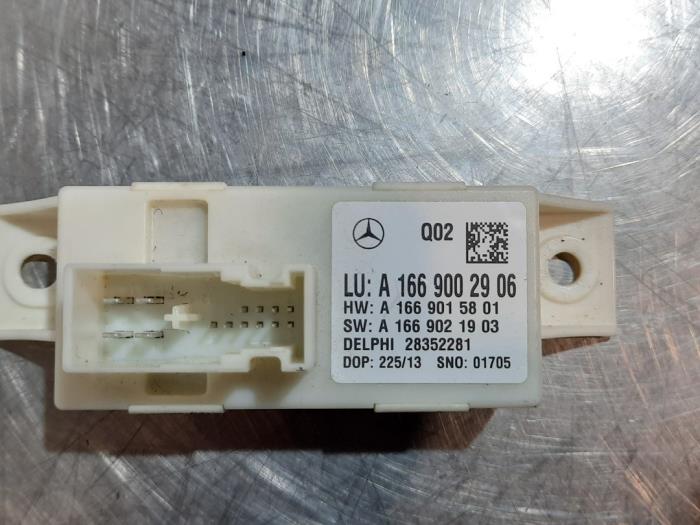 Q02
LU: A 166 900 29 06
HW: A 166 901 58 01
SW: A 166 902 19 03
DELPHI 28352281
DOP: 225/13 SNO: 01705